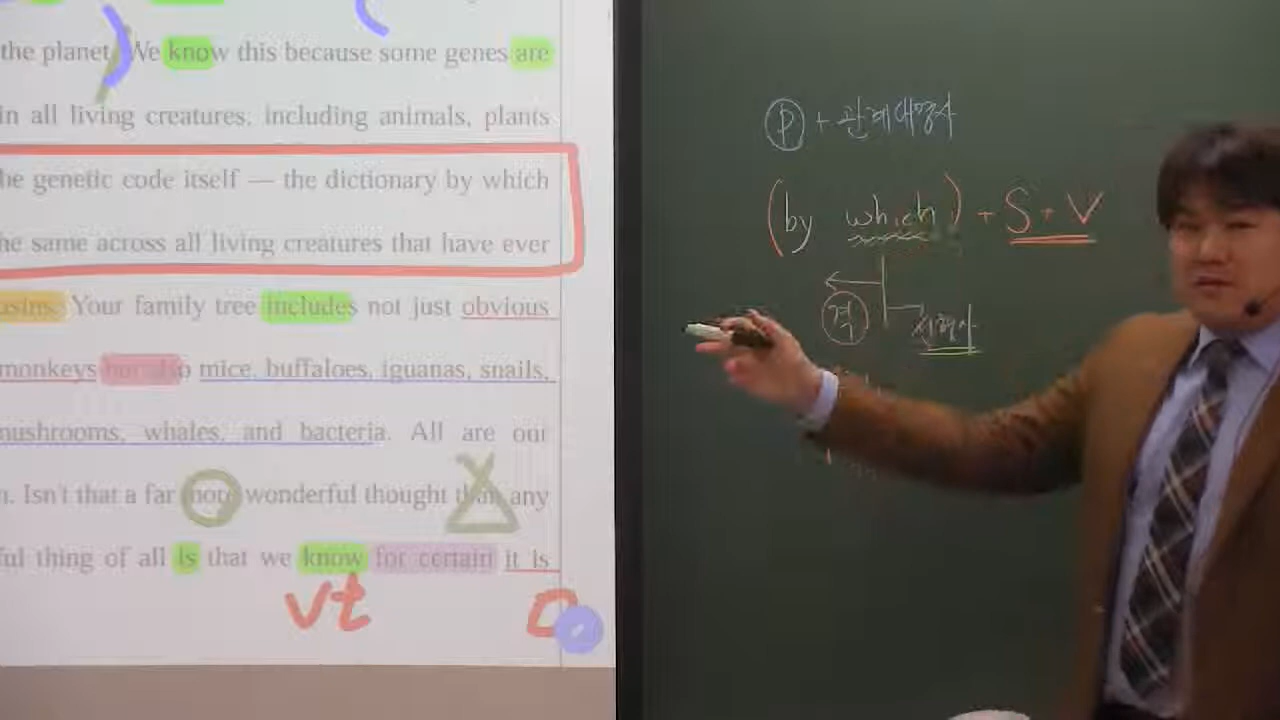 the planet. We know this because some genes are
in all living creatures, including animals, plants
he genetic code itself — the dictionary by which
he same across all living creatures that have ever
usins. Your family tree includes not just obvious
monkeys but also mice, buffaloes, iguanas, snails,
mushrooms, whales, and bacteria. All are our
n. Isn't that a far more wonderful thought than any
ful thing of all is that we know for certain it is
vt
O
P + 관계대명사
(by which) + S + V